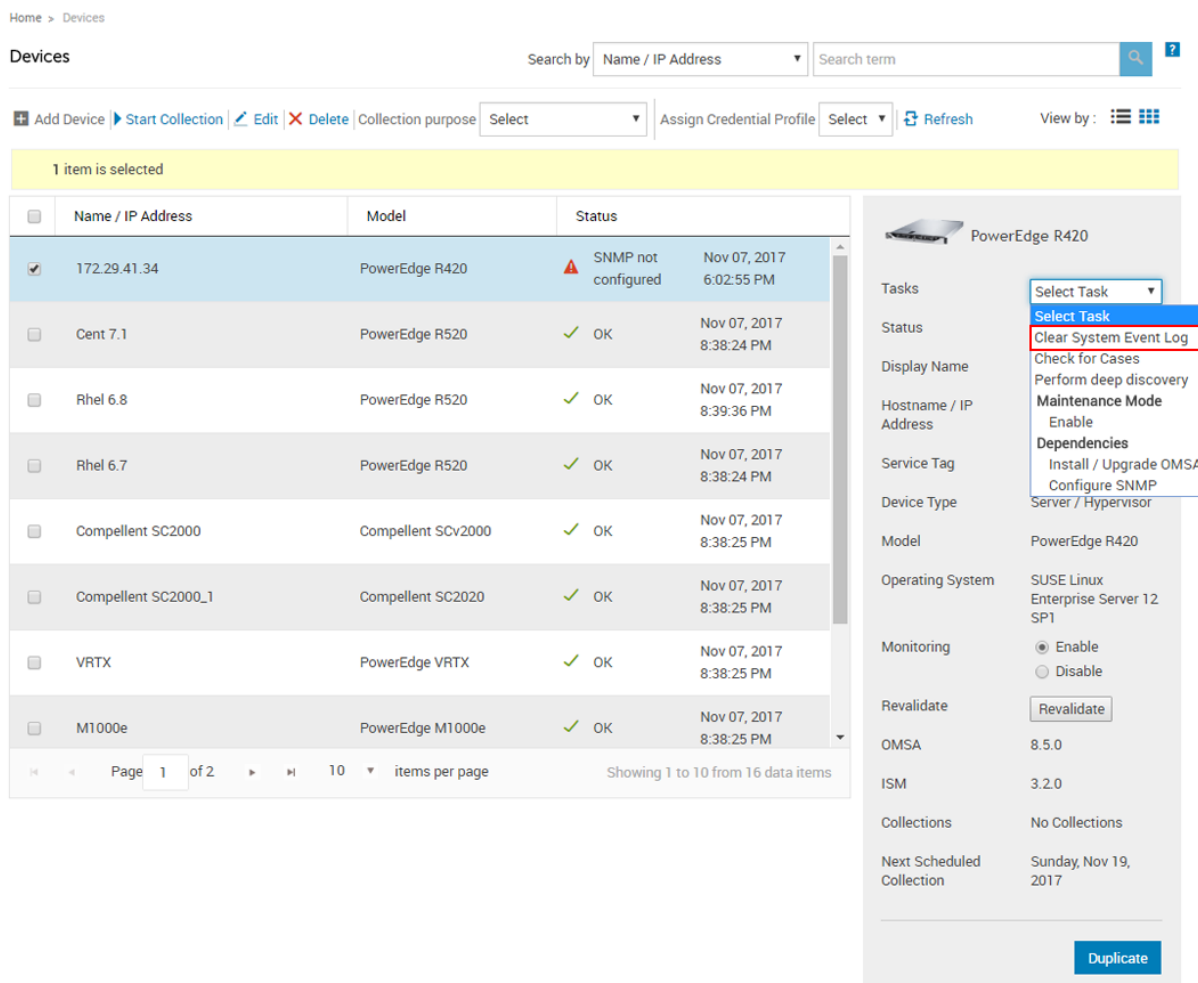 Home > Devices
Devices
Search by Name / IP Address Search term ?
Add Device Start Collection Edit Delete Collection purpose Select Assign Credential Profile Select Refresh View by :
1 item is selected
Name / IP Address Model Status
172.29.41.34 PowerEdge R420 SNMP not configured Nov 07, 2017 6:02:55 PM
Cent 7.1 PowerEdge R520 OK Nov 07, 2017 8:38:24 PM
Rhel 6.8 PowerEdge R520 OK Nov 07, 2017 8:39:36 PM
Rhel 6.7 PowerEdge R520 OK Nov 07, 2017 8:38:24 PM
Compellent SC2000 Compellent SCv2000 OK Nov 07, 2017 8:38:25 PM
Compellent SC2000_1 Compellent SC2020 OK Nov 07, 2017 8:38:25 PM
VRTX PowerEdge VRTX OK Nov 07, 2017 8:38:25 PM
M1000e PowerEdge M1000e OK Nov 07, 2017 8:38:25 PM
Page 1 of 2 10 items per page Showing 1 to 10 from 16 data items
PowerEdge R420
Tasks Select Task
Select Task
Clear System Event Log
Check for Cases
Perform deep discovery
Maintenance Mode
Enable
Dependencies
Install / Upgrade OMSA
Configure SNMP
Status
Display Name
Hostname / IP
Address
Service Tag
Device Type Server / Hypervisor
Model PowerEdge R420
Operating System SUSE Linux
Enterprise Server 12
SP1
Monitoring Enable
Disable
Revalidate Revalidate
OMSA 8.5.0
ISM 3.2.0
Collections No Collections
Next Scheduled Sunday, Nov 19,
Collection 2017
Duplicate